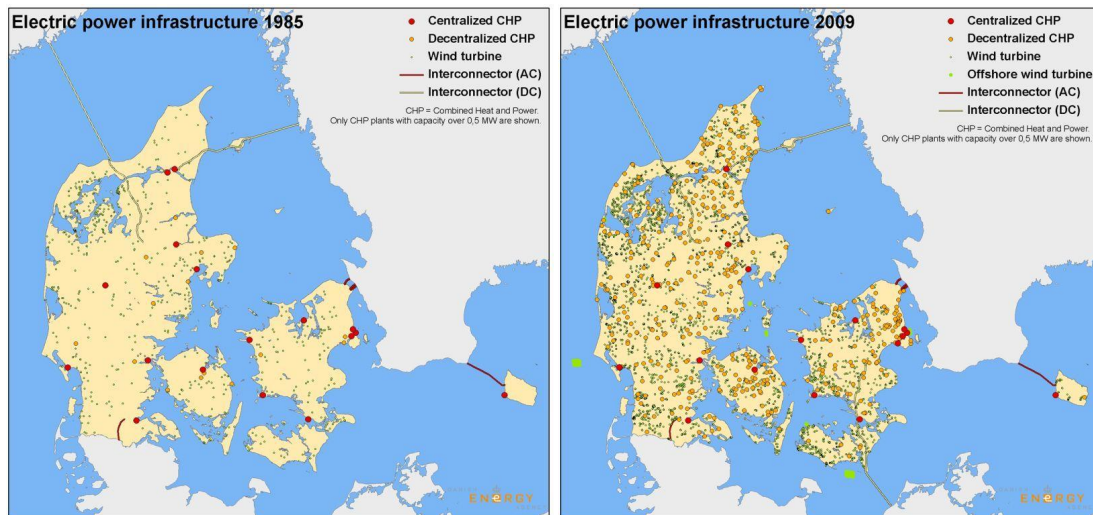 Electric power infrastructure 1985
Centralized CHP
Decentralized CHP
Wind turbine
Interconnector (AC)
Interconnector (DC)
CHP = Combined Heat and Power.
Only CHP plants with capacity over 0,5 MW are shown.
ENERGY
Electric power infrastructure 2009
Centralized CHP
Decentralized CHP
Wind turbine
Offshore wind turbine
Interconnector (AC)
Interconnector (DC)
CHP = Combined Heat and Power.
Only CHP plants with capacity over 0,5 MW are shown.
ENERGY